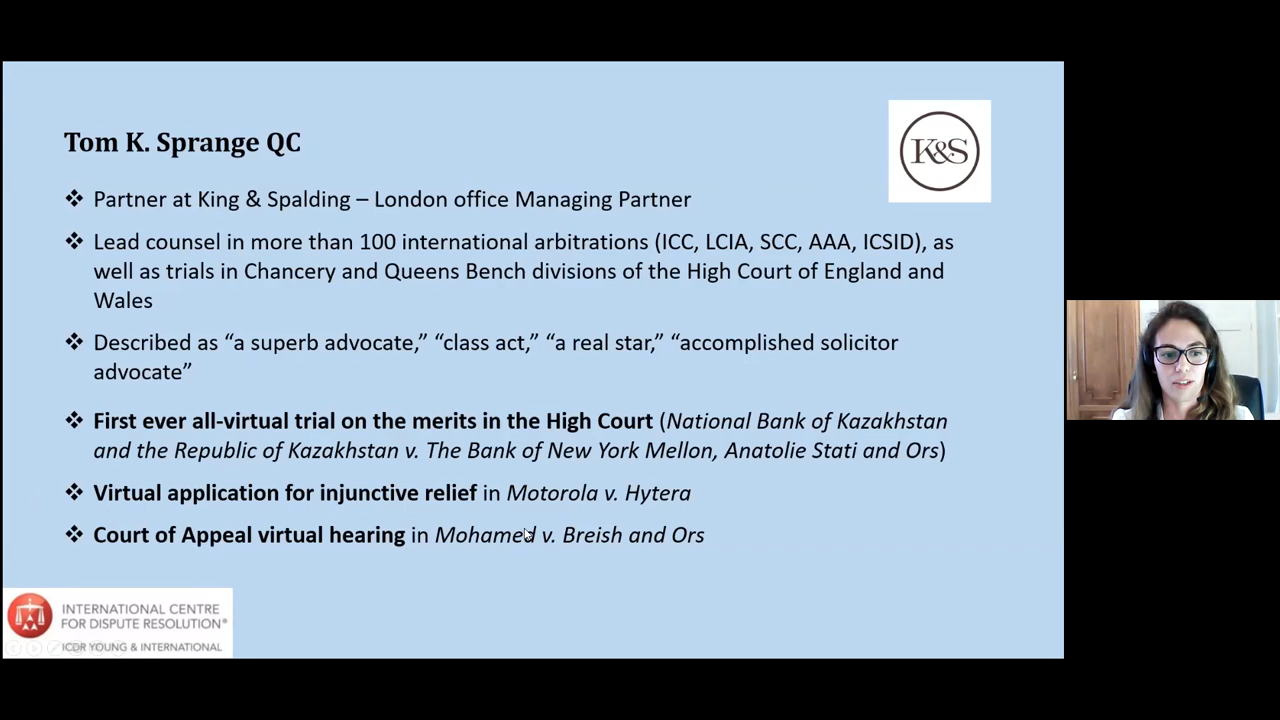 Tom K. Sprange QC
K&S
❖ Partner at King & Spalding – London office Managing Partner
❖ Lead counsel in more than 100 international arbitrations (ICC, LCIA, SCC, AAA, ICSID), as
well as trials in Chancery and Queens Bench divisions of the High Court of England and
Wales
❖ Described as “a superb advocate,” “class act,” “a real star,” “accomplished solicitor
advocate”
❖ First ever all-virtual trial on the merits in the High Court (National Bank of Kazakhstan
and the Republic of Kazakhstan v. The Bank of New York Mellon, Anatolie Stati and Ors)
❖ Virtual application for injunctive relief in Motorola v. Hytera
❖ Court of Appeal virtual hearing in Mohamed v. Breish and Ors
INTERNATIONAL CENTRE
FOR DISPUTE RESOLUTION®
ICDR YOUNG & INTERNATIONAL